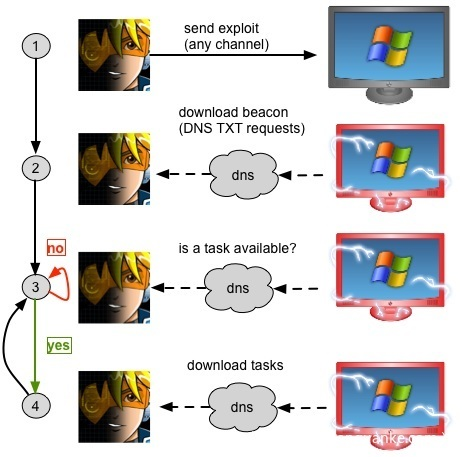 1
send exploit
(any channel)
download beacon
(DNS TXT requests)
2
dns
no
is a task available?
3
dns
yes
download tasks
4
dns